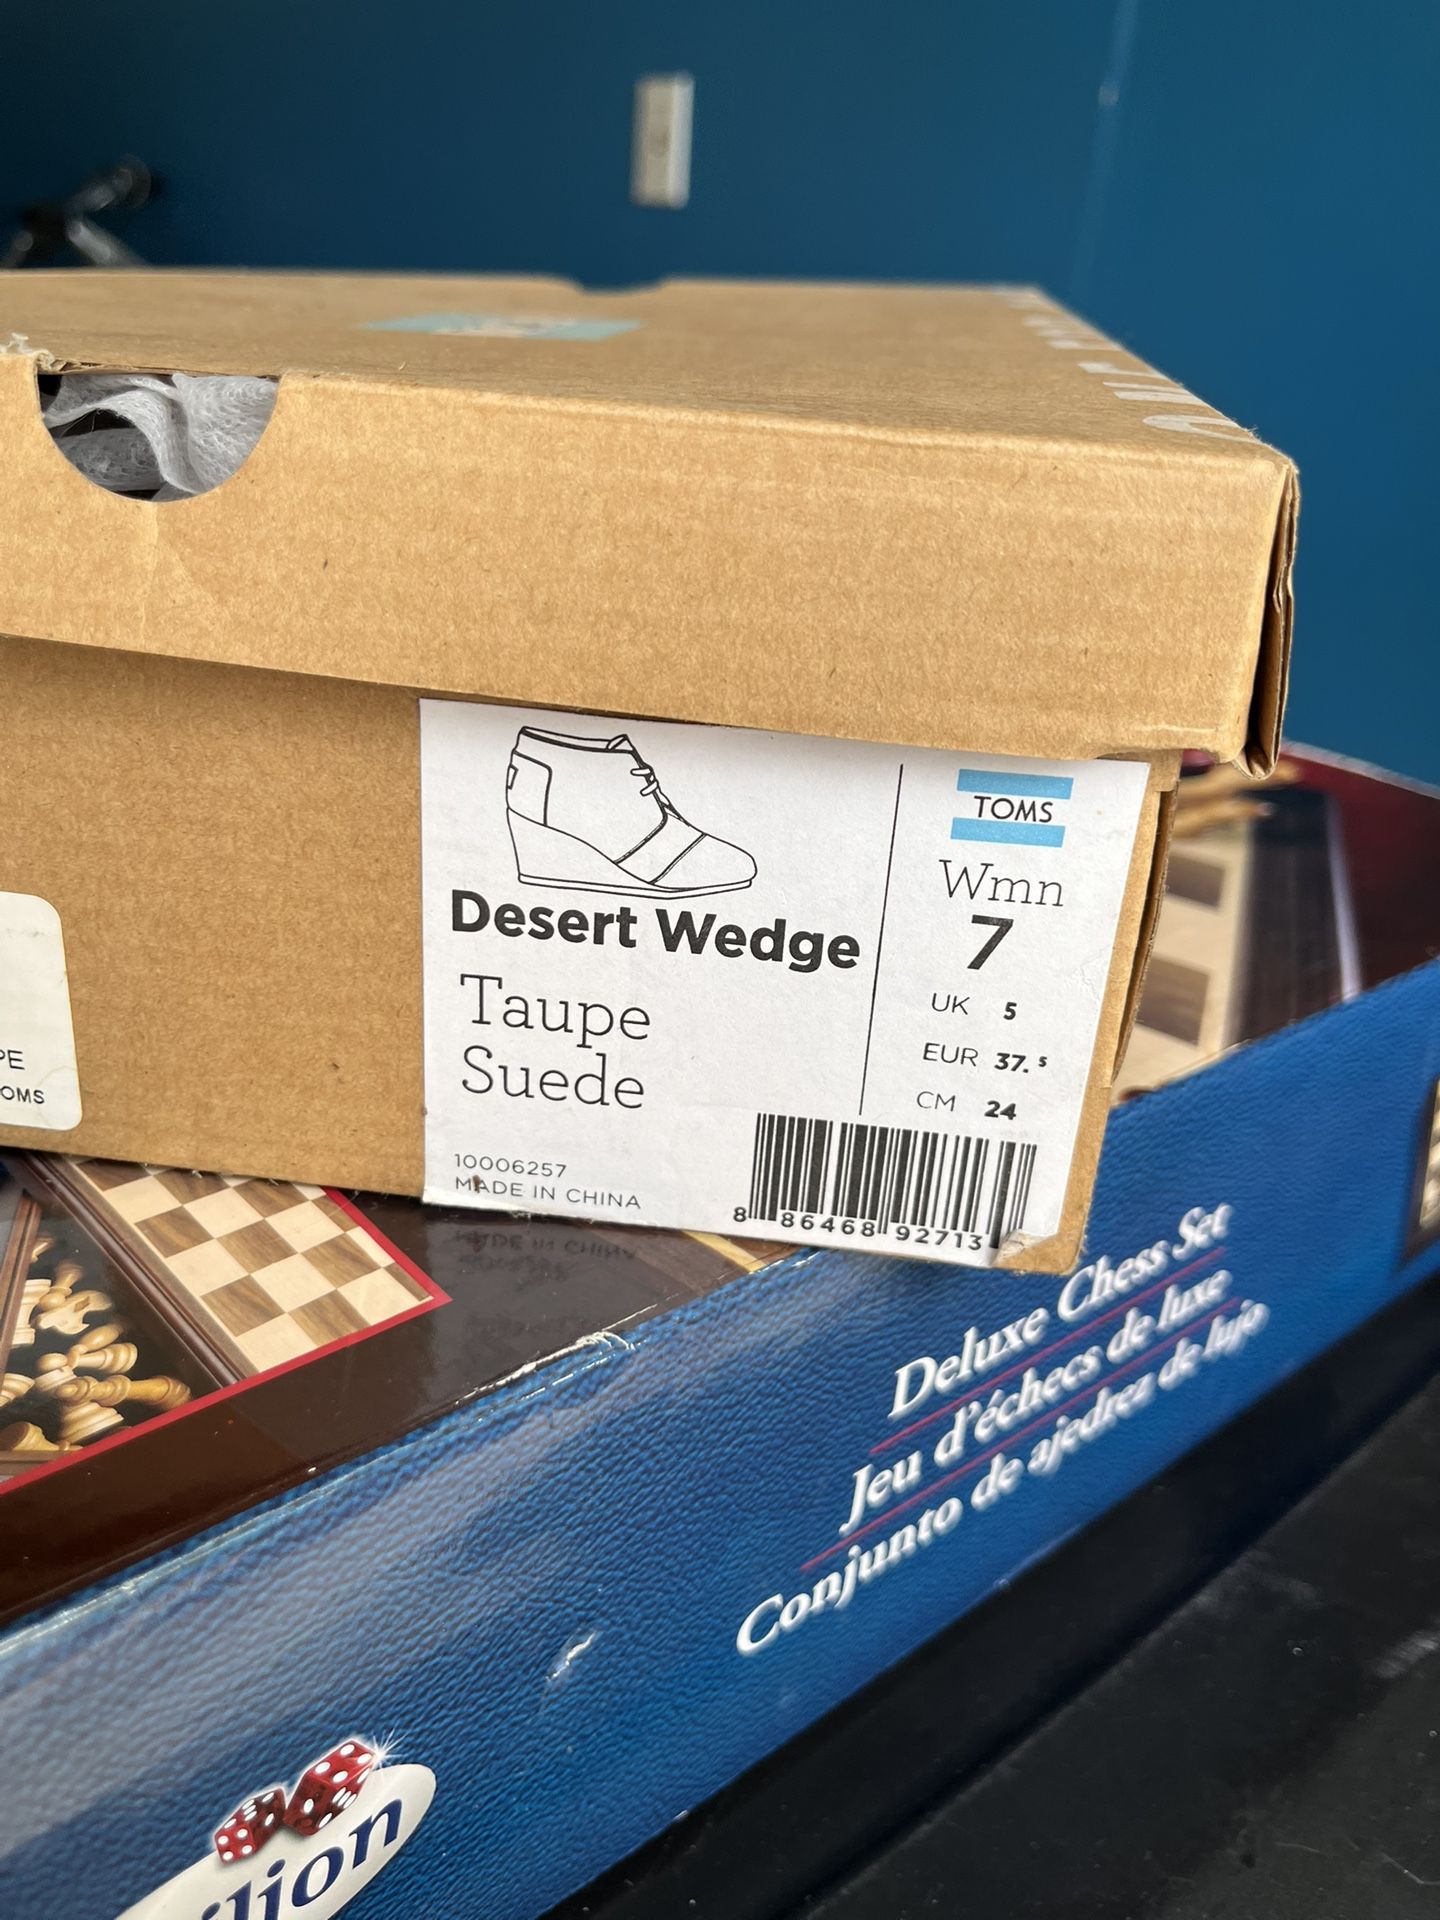 TOMS
Wmn
7
Desert Wedge
Taupe
Suede
UK 5
EUR 37.5
CM 24
10006257
MADE IN CHINA
8 86468 92713
PE
OMS
Deluxe Chess Set
Jeu d'échecs de luxe
Conjunto de ajedrea de lujo